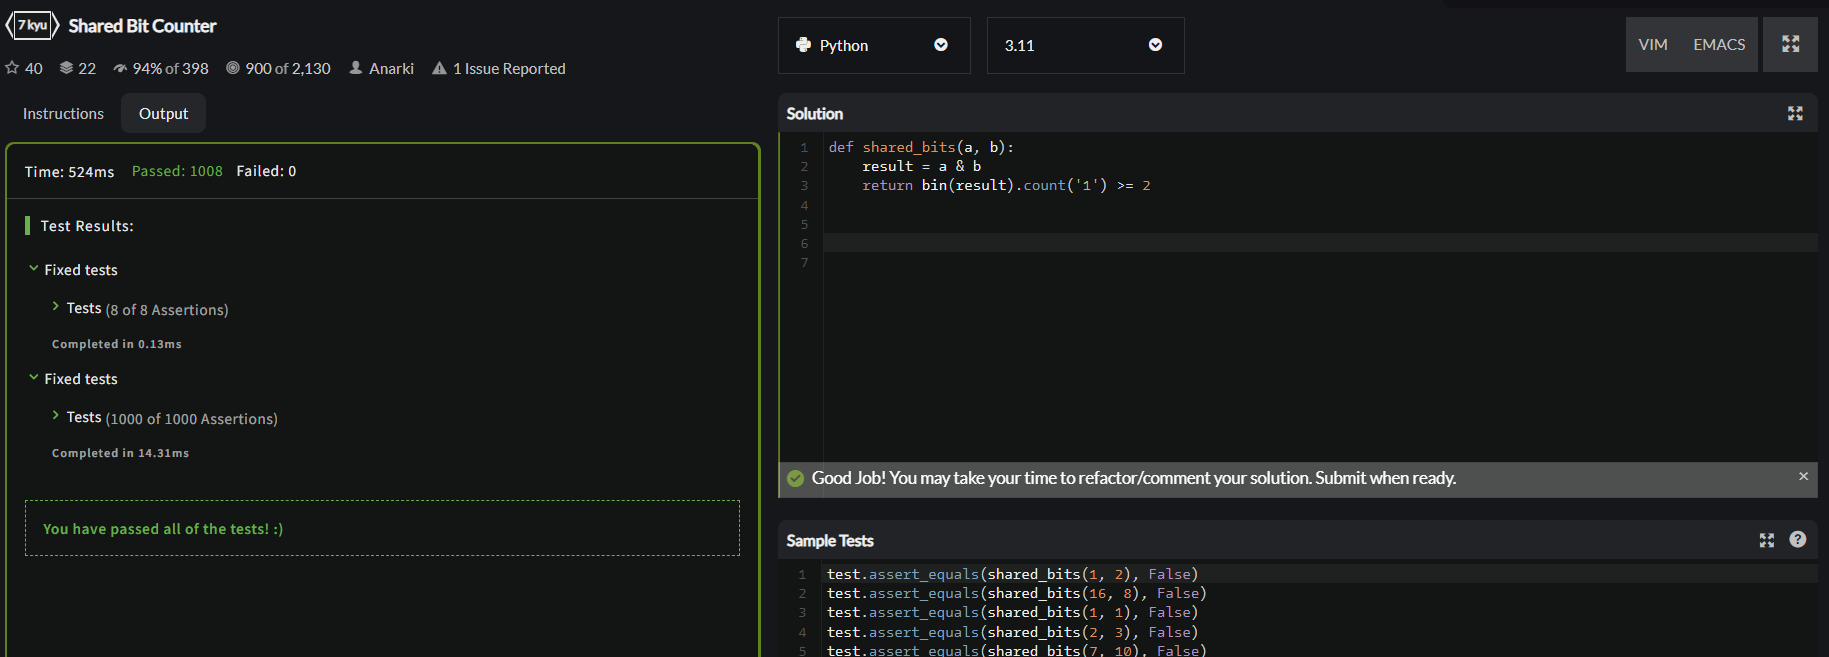 7 kyu Shared Bit Counter
40 22 94% of 398 900 of 2,130 Anarki 1 Issue Reported
Instructions Output
Time: 524ms Passed: 1008 Failed: 0
Test Results:
Fixed tests
Tests (8 of 8 Assertions)
Completed in 0.13ms
Fixed tests
Tests (1000 of 1000 Assertions)
Completed in 14.31ms
You have passed all of the tests! :)
Python 3.11 VIM EMACS
Solution
1 def shared_bits(a, b):
2 result = a & b
3 return bin(result).count('1') >= 2
4
5
6
7
Good Job! You may take your time to refactor/comment your solution. Submit when ready. ×
Sample Tests ?
1 test.assert_equals(shared_bits(1, 2), False)
2 test.assert_equals(shared_bits(16, 8), False)
3 test.assert_equals(shared_bits(1, 1), False)
4 test.assert_equals(shared_bits(2, 3), False)
5 test.assert_equals(shared_bits(7, 10), False)